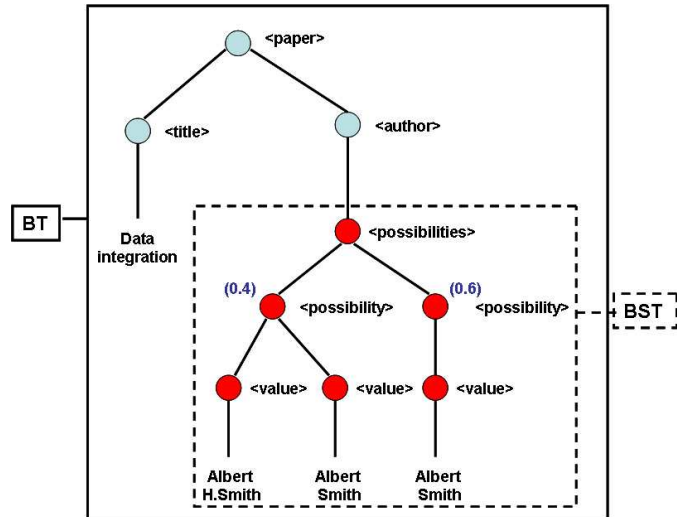 <paper>
<title>
<author>
BT
Data
integration
<possibilities>
(0.4)
<possibility>
(0.6)
<possibility>
BST
<value>
<value>
<value>
Albert
H.Smith
Albert
Smith
Albert
Smith